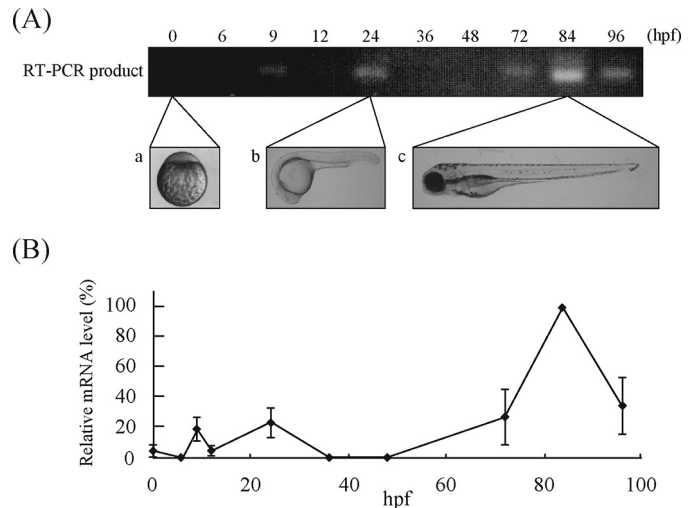 (A)
0 6 9 12 24 36 48 72 84 96 (hpf)
RT-PCR product
a b c
(B)
Relative mRNA level (%)
100
80
60
40
20
0
0 20 40 60 80 100
hpf